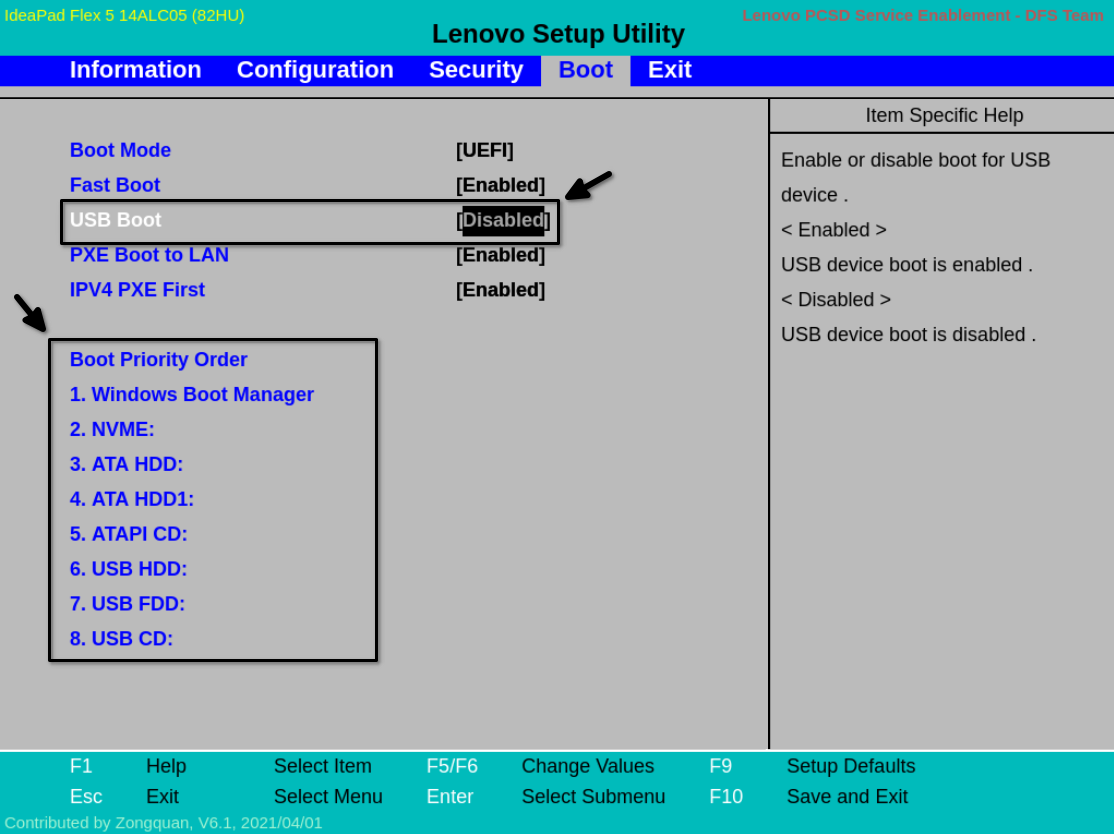 IdeaPad Flex 5 14ALC05 (82HU)
Lenovo PCSD Service Enablement - DFS Team
Lenovo Setup Utility
Information Configuration Security Boot Exit
Item Specific Help
Boot Mode [UEFI]
Fast Boot [Enabled]
USB Boot [Disabled]
PXE Boot to LAN [Enabled]
IPV4 PXE First [Enabled]
Boot Priority Order
1. Windows Boot Manager
2. NVME:
3. ATA HDD:
4. ATA HDD1:
5. ATAPI CD:
6. USB HDD:
7. USB FDD:
8. USB CD:
Enable or disable boot for USB
device .
< Enabled >
USB device boot is enabled .
< Disabled >
USB device boot is disabled .
F1 Help Select Item F5/F6 Change Values F9 Setup Defaults
Esc Exit Select Menu Enter Select Submenu F10 Save and Exit
Contributed by Zongquan, V6.1, 2021/04/01